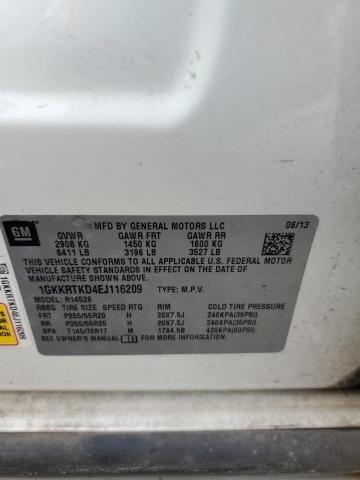 GM
MFD BY GENERAL MOTORS LLC
06/13
GVWR GAWR FRT GAWR RR
2908 KG 1450 KG 1600 KG
6411 LB 3196 LB 3527 LB
THIS VEHICLE CONFORMS TO ALL APPLICABLE U.S. FEDERAL MOTOR
VEHICLE SAFETY STANDARDS IN EFFECT ON THE DATE OF
MANUFACTURE SHOWN ABOVE.
1GKKRTKD4EJ116209 TYPE: M.P.V.
MODEL: R14526
TIRE SIZE SPEED RTG RIM COLD TIRE PRESSURE
FRT P255/55R20 H 20X7.5J 240KPA(35PSI)
RR P255/55R20 H 20X7.5J 240KPA(35PSI)
SPA T145/70R17 M 17X4.5B 420KPA(60PSI)
SEE OWNER'S MANUAL FOR MORE INFORMATION.
1GKKRTKD4EJ116209